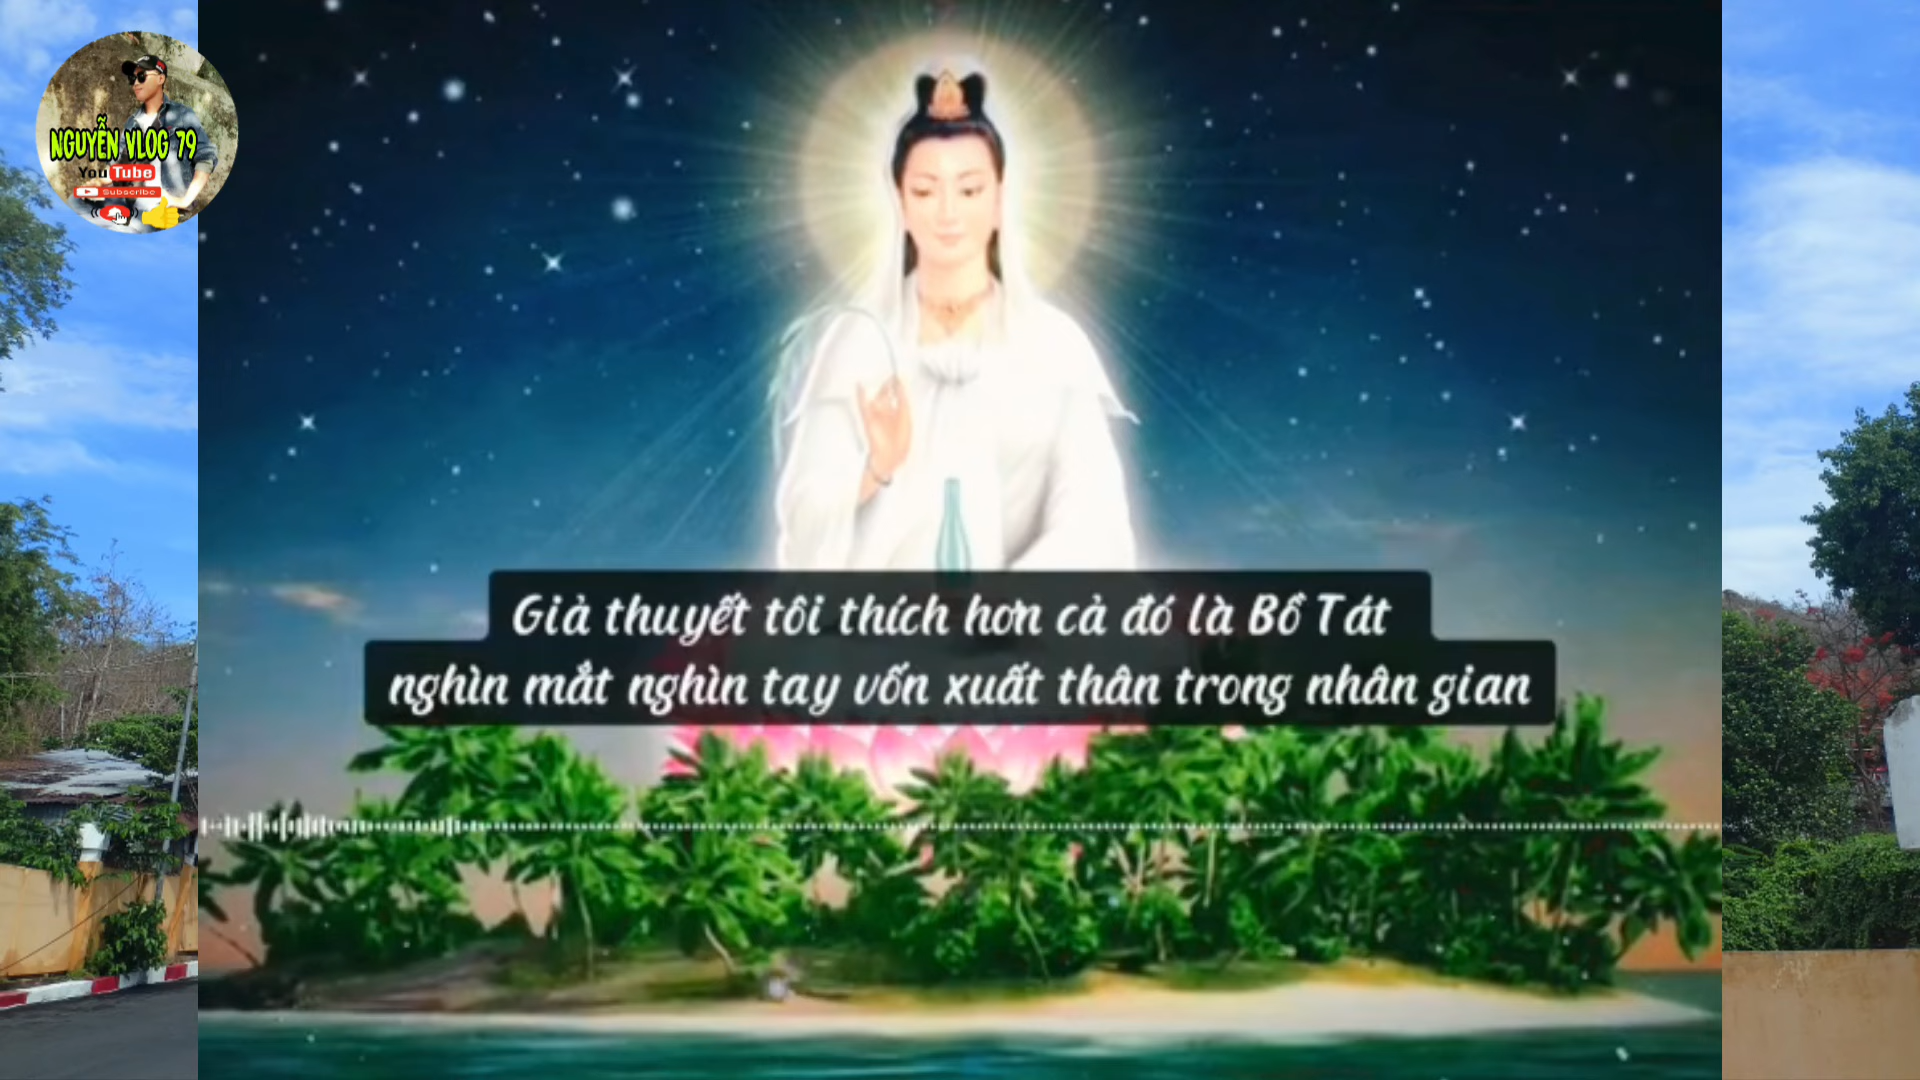 NGUYỄN VLOG 79
YouTube
Subscribe
Giả thuyết tôi thích hơn cả đó là Bồ Tát
nghìn mắt nghìn tay vốn xuất thân trong nhân gian